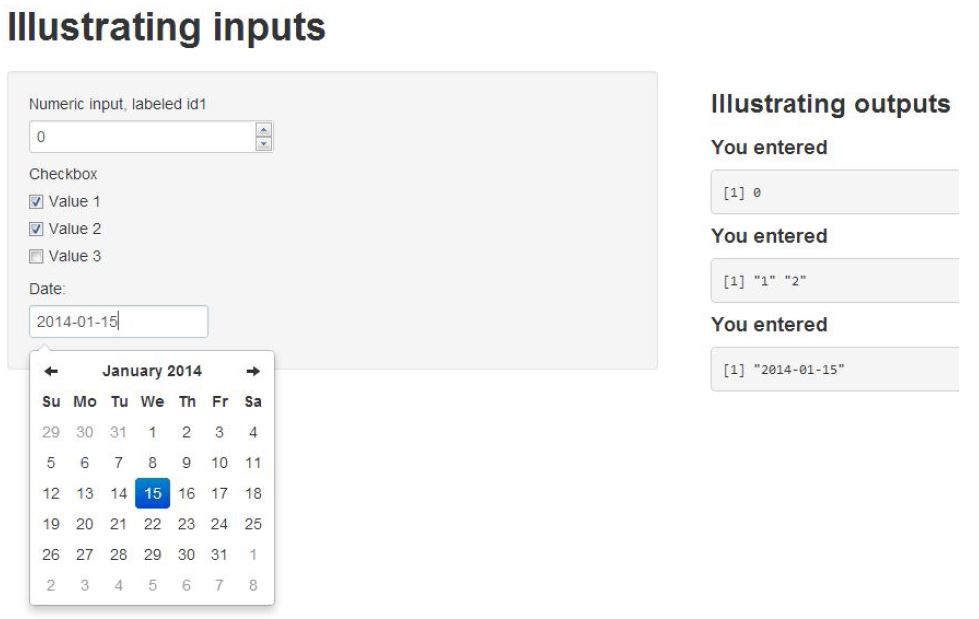 Illustrating inputs
Numeric input, labeled id1
0
Checkbox
Value 1
Value 2
Value 3
Date:
2014-01-15
January 2014
Su Mo Tu We Th Fr Sa
29 30 31 1 2 3 4
5 6 7 8 9 10 11
12 13 14 15 16 17 18
19 20 21 22 23 24 25
26 27 28 29 30 31 1
2 3 4 5 6 7 8
Illustrating outputs
You entered
[1] 0
You entered
[1] "1" "2"
You entered
[1] "2014-01-15"